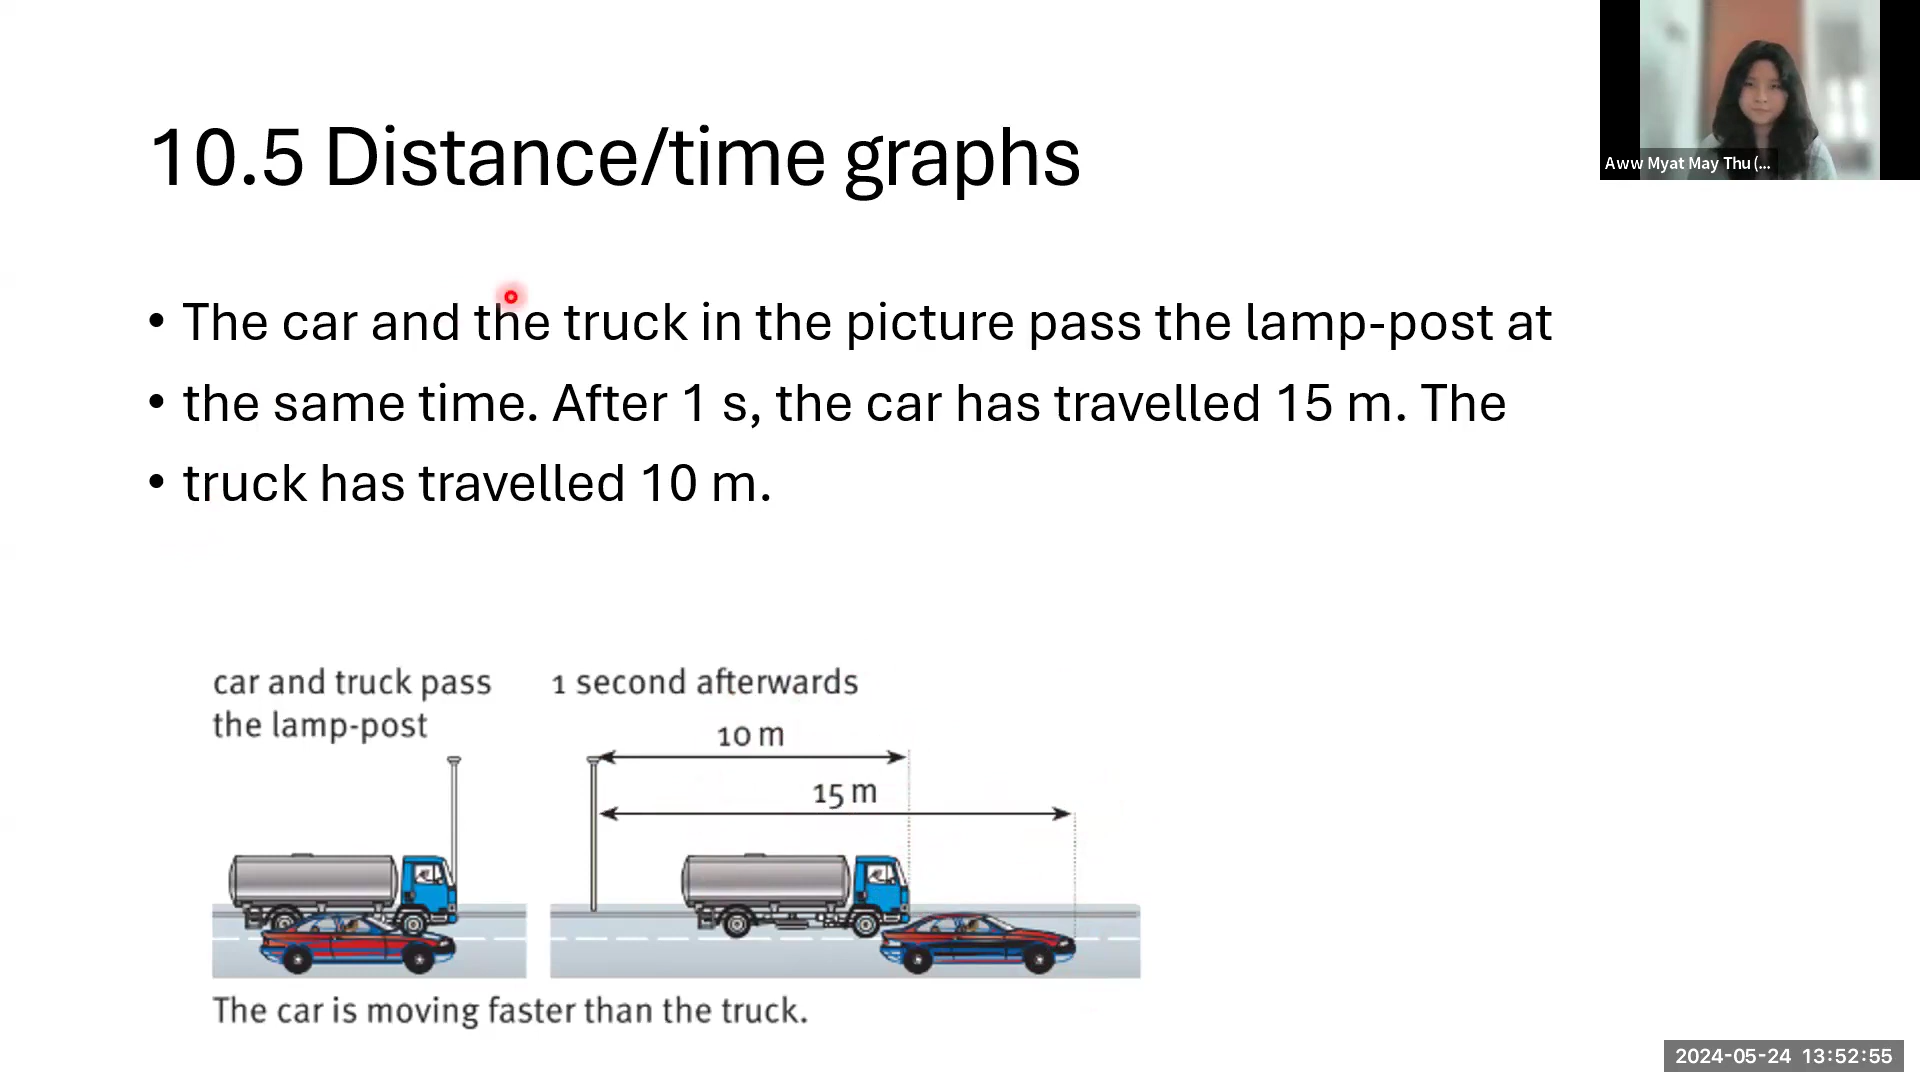 10.5 Distance/time graphs
Aww Myat May Thu (...
• The car and the truck in the picture pass the lamp-post at
• the same time. After 1 s, the car has travelled 15 m. The
• truck has travelled 10 m.
car and truck pass
the lamp-post
1 second afterwards
10 m
15 m
The car is moving faster than the truck.
2024-05-24 13:52:55